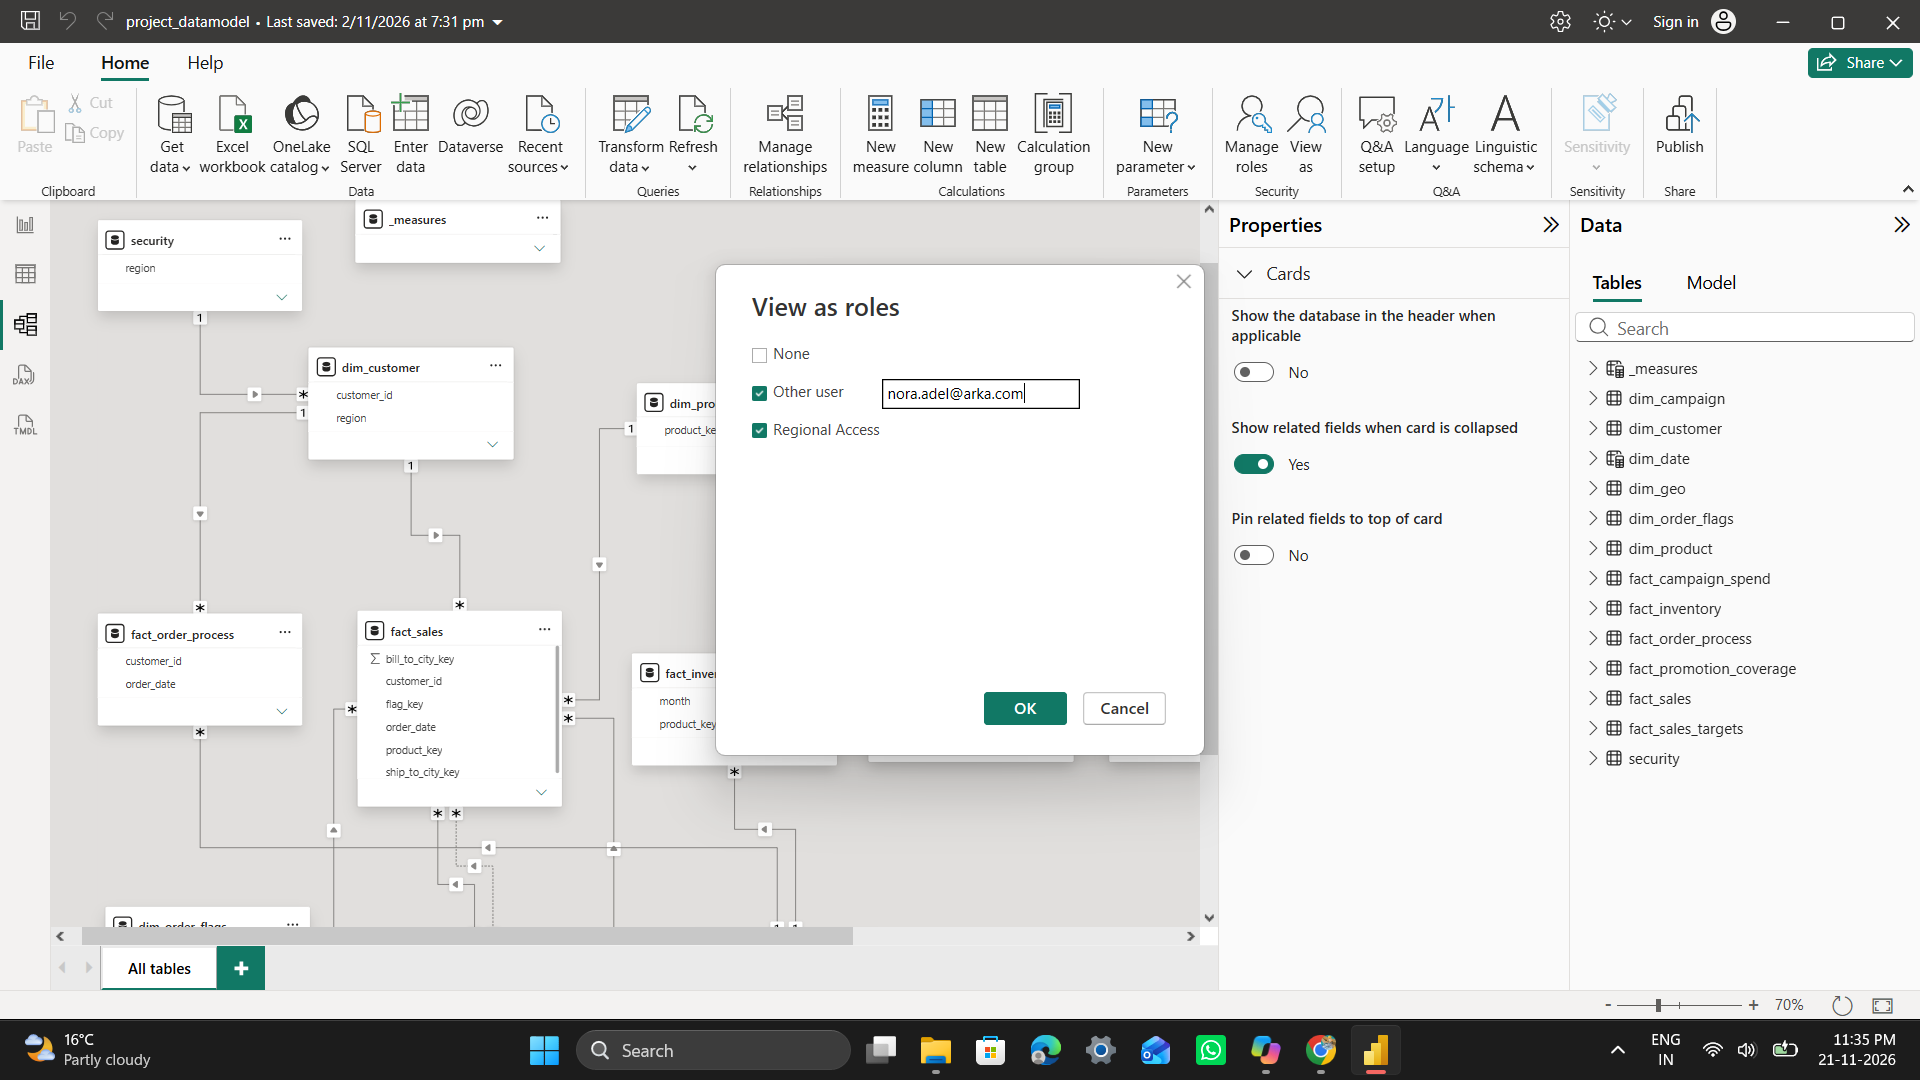 project_datamodel • Last saved: 2/11/2026 at 7:31 pm
Sign in
File
Home
Help
Share
Paste
Cut
Copy
Clipboard
Get data
Excel workbook
OneLake catalog
SQL Server
Enter data
Dataverse
Recent sources
Data
Transform data
Refresh
Queries
Manage relationships
Relationships
New measure
New column
New table
Calculation group
Calculations
New parameter
Parameters
Manage roles
View as
Security
Q&A setup
Language
Linguistic schema
Q&A
Sensitivity
Sensitivity
Publish
Share
DAX
TMDL
security
region
_measures
dim_customer
customer_id
region
dim_pro
product_ke
fact_order_process
customer_id
order_date
fact_sales
Σ bill_to_city_key
customer_id
flag_key
order_date
product_key
ship_to_city_key
fact_inver
month
product_key
dim_order_flags
1
*
1
1
*
*
*
*
1
*
*
*
*
*
View as roles
None
Other user
nora.adel@arka.com
Regional Access
OK
Cancel
Properties
Cards
Show the database in the header when applicable
No
Show related fields when card is collapsed
Yes
Pin related fields to top of card
No
Data
Tables
Model
Search
_measures
dim_campaign
dim_customer
dim_date
dim_geo
dim_order_flags
dim_product
fact_campaign_spend
fact_inventory
fact_order_process
fact_promotion_coverage
fact_sales
fact_sales_targets
security
All tables
- + 70%
16°C
Partly cloudy
Search
ENG
IN
11:35 PM
21-11-2026